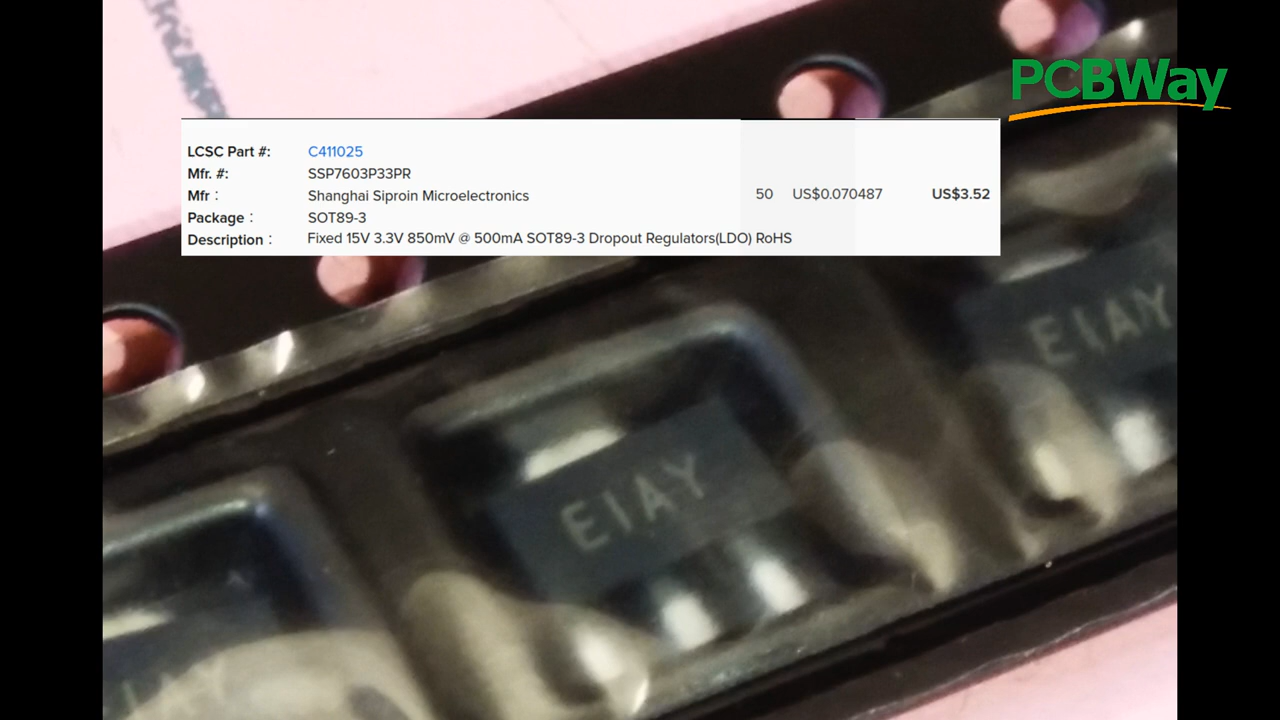 PCBWay
LCSC Part #: C411025
Mfr. #: SSP7603P33PR
Mfr : Shanghai Siproin Microelectronics 50 US$0.070487 US$3.52
Package : SOT89-3
Description : Fixed 15V 3.3V 850mV @ 500mA SOT89-3 Dropout Regulators(LDO) RoHS
EIAY
EIAY